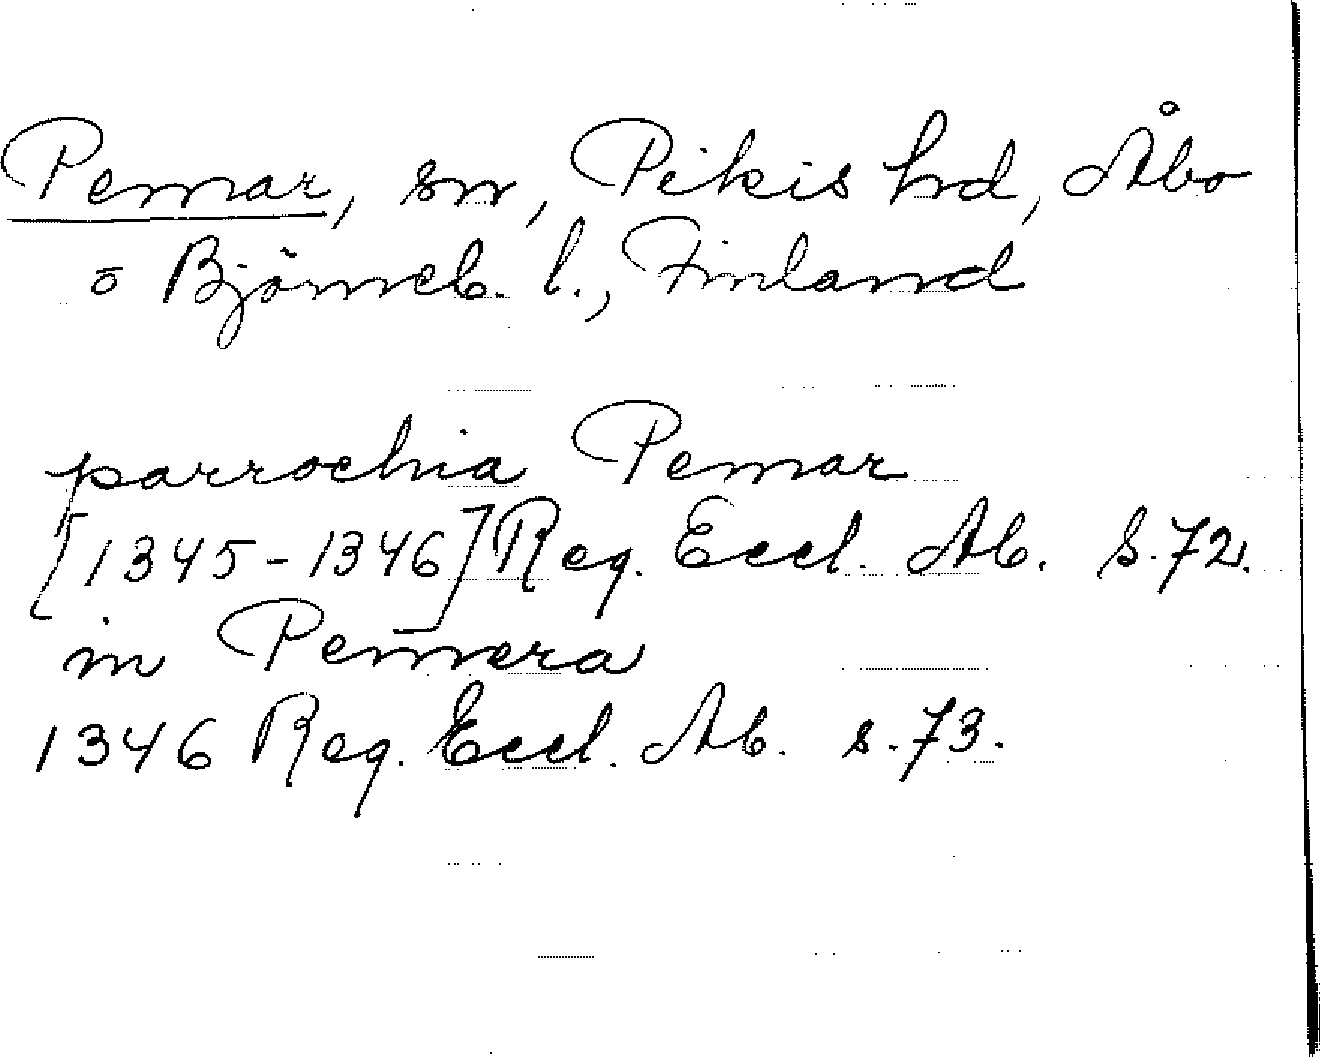 Pemar, sn, Pikis hd, Åbo
o Björneb. l., Finland
parrochia Pemar
[1345-1346] Reg. Eccl. Ab. S. 72.
in Pemera
1346 Reg. Eccl. Ab. s. 73.